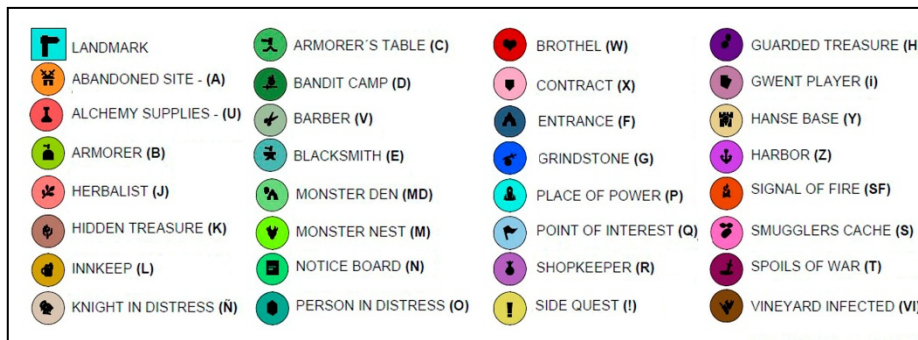 LANDMARK
ABANDONED SITE - (A)
ALCHEMY SUPPLIES - (U)
ARMORER (B)
HERBALIST (J)
HIDDEN TREASURE (K)
INNKEEP (L)
KNIGHT IN DISTRESS (Ñ)
ARMORER´S TABLE (C)
BANDIT CAMP (D)
BARBER (V)
BLACKSMITH (E)
MONSTER DEN (MD)
MONSTER NEST (M)
NOTICE BOARD (N)
PERSON IN DISTRESS (O)
BROTHEL (W)
CONTRACT (X)
ENTRANCE (F)
GRINDSTONE (G)
PLACE OF POWER (P)
POINT OF INTEREST (Q)
SHOPKEEPER (R)
SIDE QUEST (!)
GUARDED TREASURE (H
GWENT PLAYER (i)
HANSE BASE (Y)
HARBOR (Z)
SIGNAL OF FIRE (SF)
SMUGGLERS CACHE (S)
SPOILS OF WAR (T)
VINEYARD INFECTED (VI)